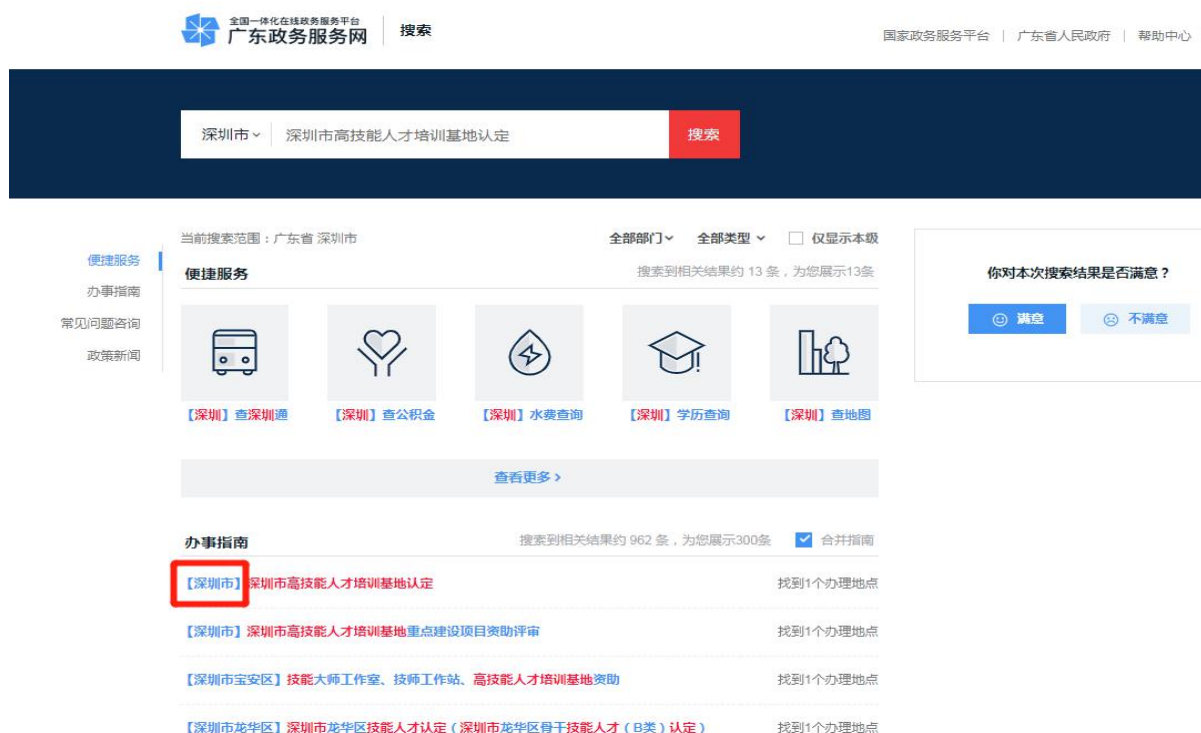 全国一体化在线政务服务平台
广东政务服务网 搜索
国家政务服务平台 | 广东省人民政府 | 帮助中心
深圳市 深圳市高技能人才培训基地认定 搜索
便捷服务
办事指南
常见问题咨询
政策新闻
当前搜索范围：广东省 深圳市 全部部门 全部类型 仅显示本级
便捷服务 搜索到相关结果约 13 条，为您展示13条
【深圳】查深圳通 【深圳】查公积金 【深圳】水费查询 【深圳】学历查询 【深圳】查地图
查看更多 >
办事指南 搜索到相关结果约 962 条，为您展示300条 合并指南
【深圳市】深圳市高技能人才培训基地认定 找到1个办理地点
【深圳市】深圳市高技能人才培训基地重点建设项目资助评审 找到1个办理地点
【深圳市宝安区】技能大师工作室、技师工作站、高技能人才培训基地资助 找到1个办理地点
【深圳市龙华区】深圳市龙华区技能人才认定（深圳市龙华区骨干技能人才（B类）认定） 找到1个办理地点
你对本次搜索结果是否满意？
满意 不满意